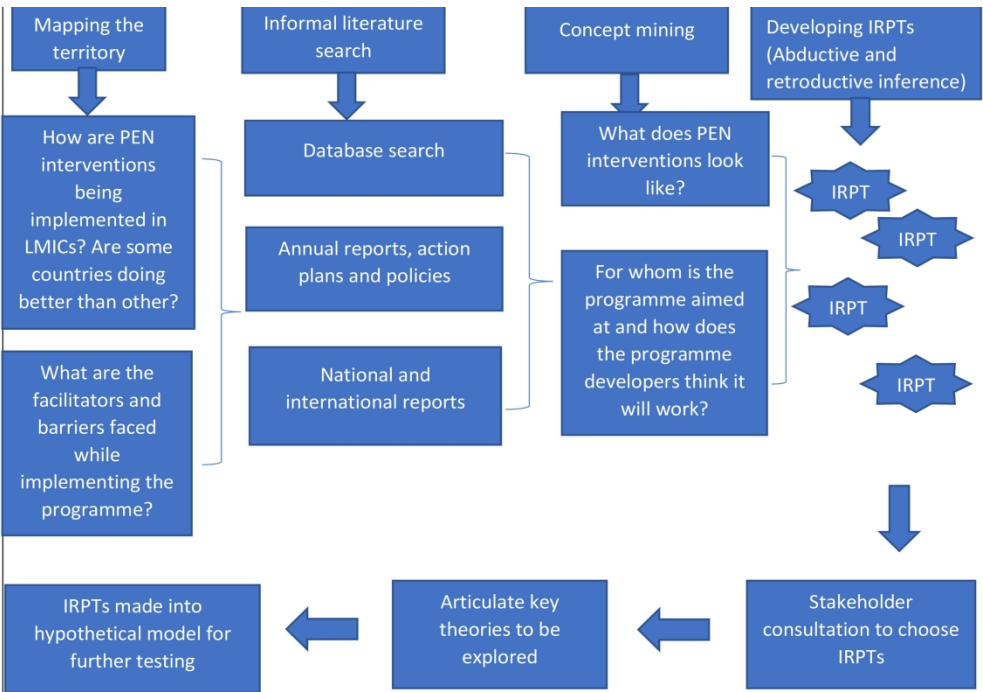 Mapping the
territory
How are PEN
interventions
being
implemented in
LMICs? Are some
countries doing
better than other?
What are the
facilitators and
barriers faced
while
implementing the
programme?
Informal literature
search
Database search
Annual reports, action
plans and policies
National and
international reports
Concept mining
What does PEN
interventions look
like?
For whom is the
programme aimed
at and how does
the programme
developers think it
will work?
Developing IRPTs
(Abductive and
retroductive inference)
IRPT
IRPT
IRPT
IRPT
Stakeholder
consultation to choose
IRPTs
Articulate key
theories to be
explored
IRPTs made into
hypothetical model for
further testing